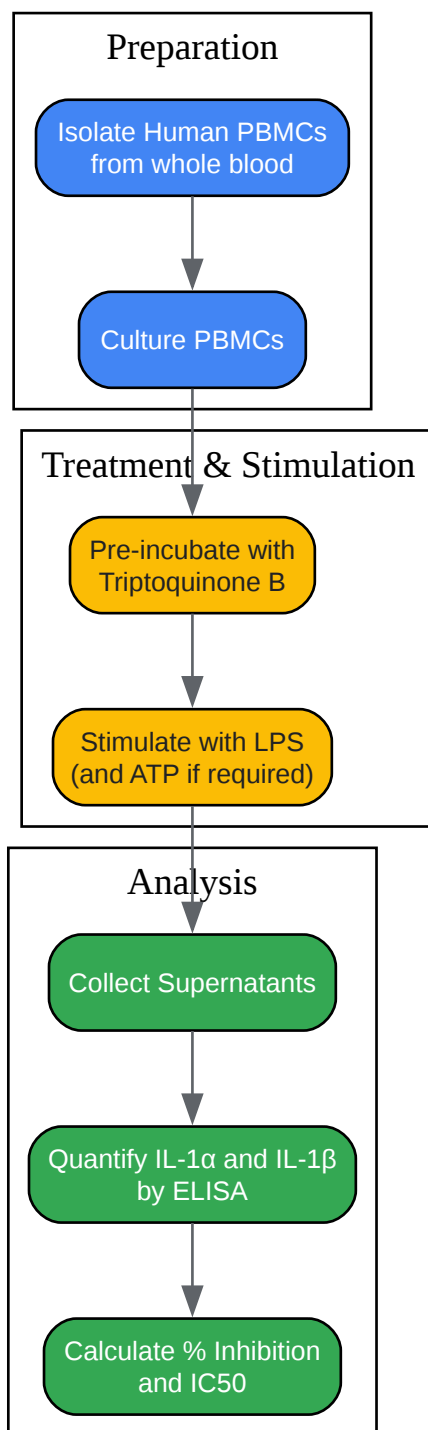 Preparation
Isolate Human PBMCs
from whole blood
Culture PBMCs
Treatment & Stimulation
Pre-incubate with
Triptoquinone B
Stimulate with LPS
(and ATP if required)
Analysis
Collect Supernatants
Quantify IL-1α and IL-1β
by ELISA
Calculate % Inhibition
and IC50